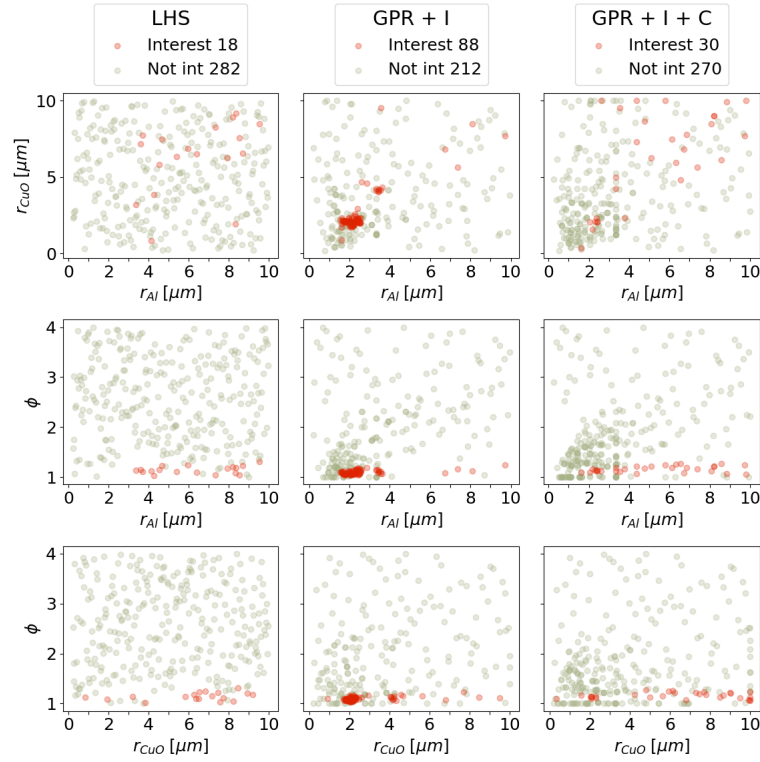 LHS
Interest 18
Not int 282
GPR + I
Interest 88
Not int 212
GPR + I + C
Interest 30
Not int 270
10
5
0
r_CuO [μm]
0 2 4 6 8 10
r_Al [μm]
0 2 4 6 8 10
r_Al [μm]
0 2 4 6 8 10
r_Al [μm]
4
3
2
1
ϕ
0 2 4 6 8 10
r_Al [μm]
0 2 4 6 8 10
r_Al [μm]
0 2 4 6 8 10
r_Al [μm]
4
3
2
1
ϕ
0 2 4 6 8 10
r_CuO [μm]
0 2 4 6 8 10
r_CuO [μm]
0 2 4 6 8 10
r_CuO [μm]